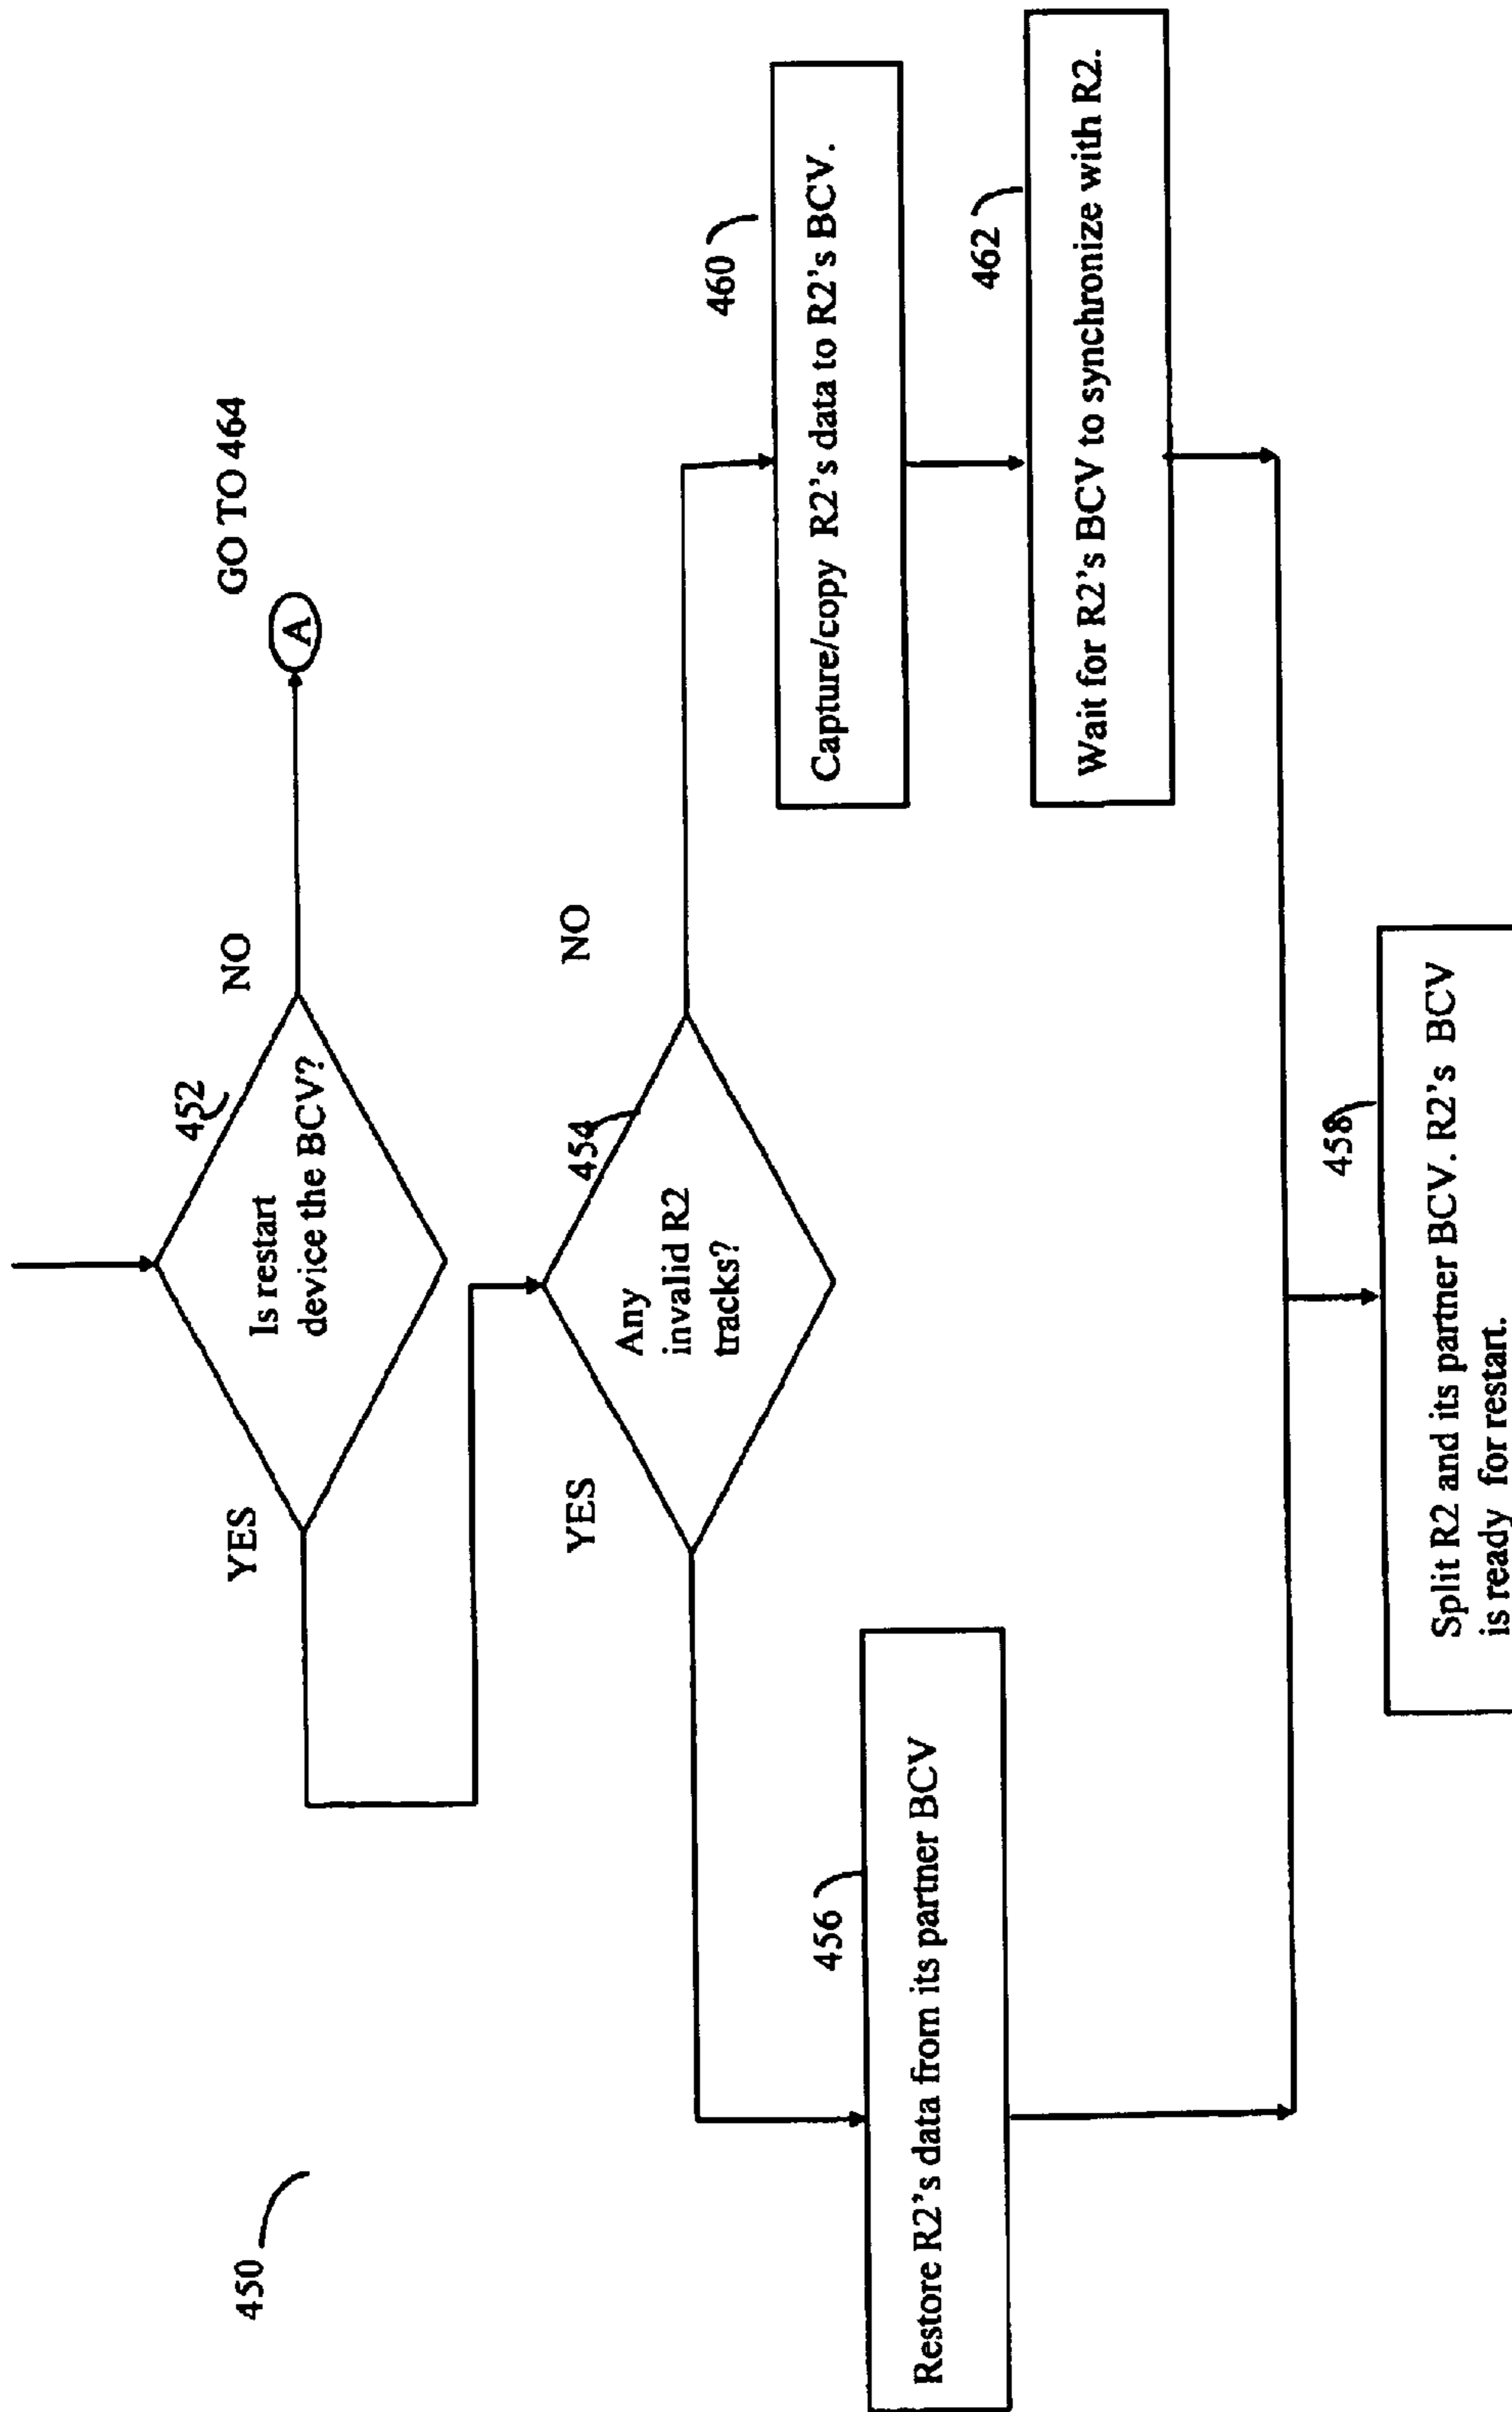 450
452
Is restart
device the BCV?
YES
NO
GO TO 464
A
454
Any
invalid R2
tracks?
YES
NO
456
Restore R2's data from its partner BCV
460
Capture/copy R2's data to R2's BCV.
462
Wait for R2's BCV to synchronize with R2.
458
Split R2 and its partner BCV. R2's BCV
is ready for restart.